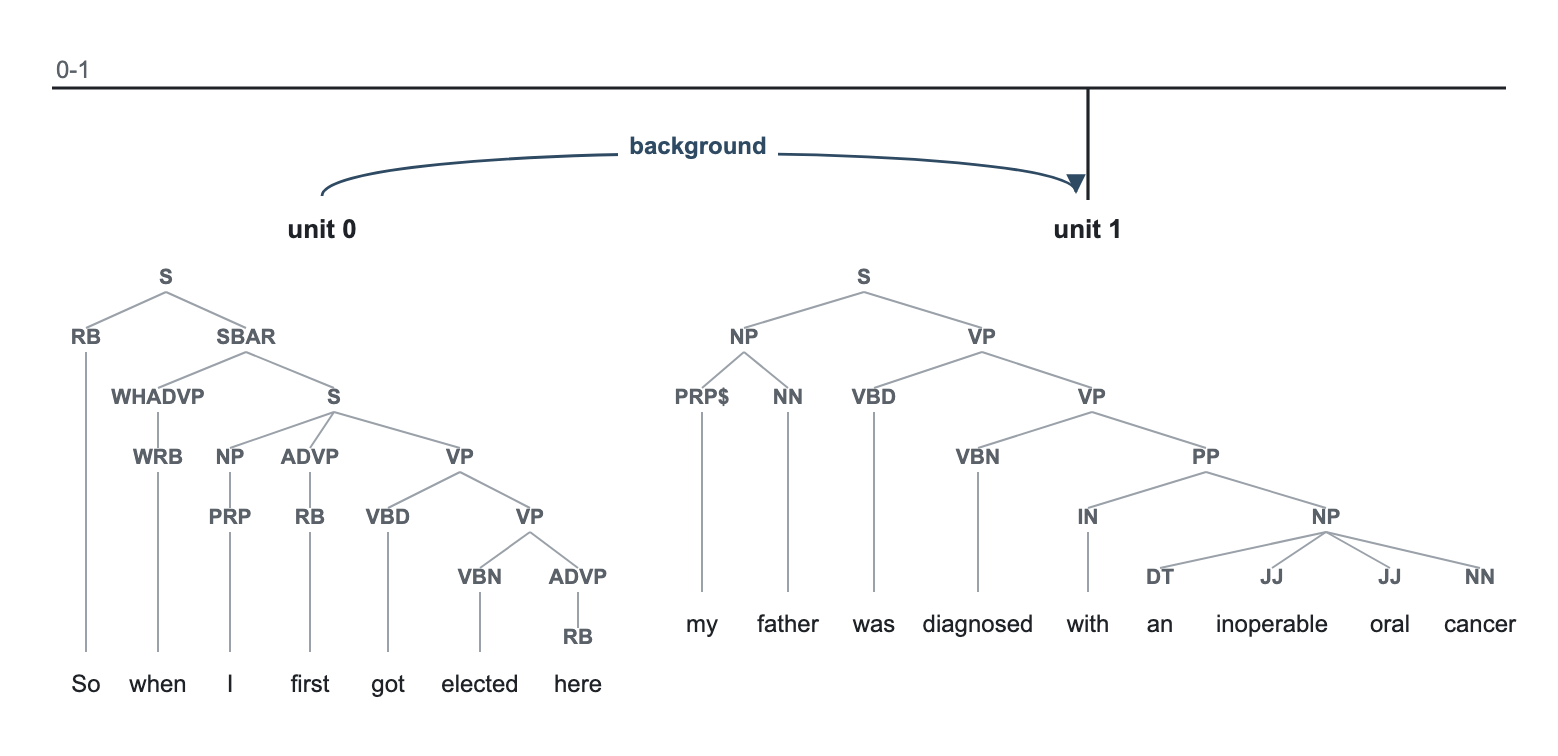 0-1
background
unit 0 unit 1
S S
RB SBAR NP VP
WHADVP S PRP$ NN VBD VP
WRB NP ADVP VP VBN PP
PRP RB VBD VP IN NP
VBN ADVP DT JJ JJ NN
my father was diagnosed with an inoperable oral cancer
RB
So when I first got elected here